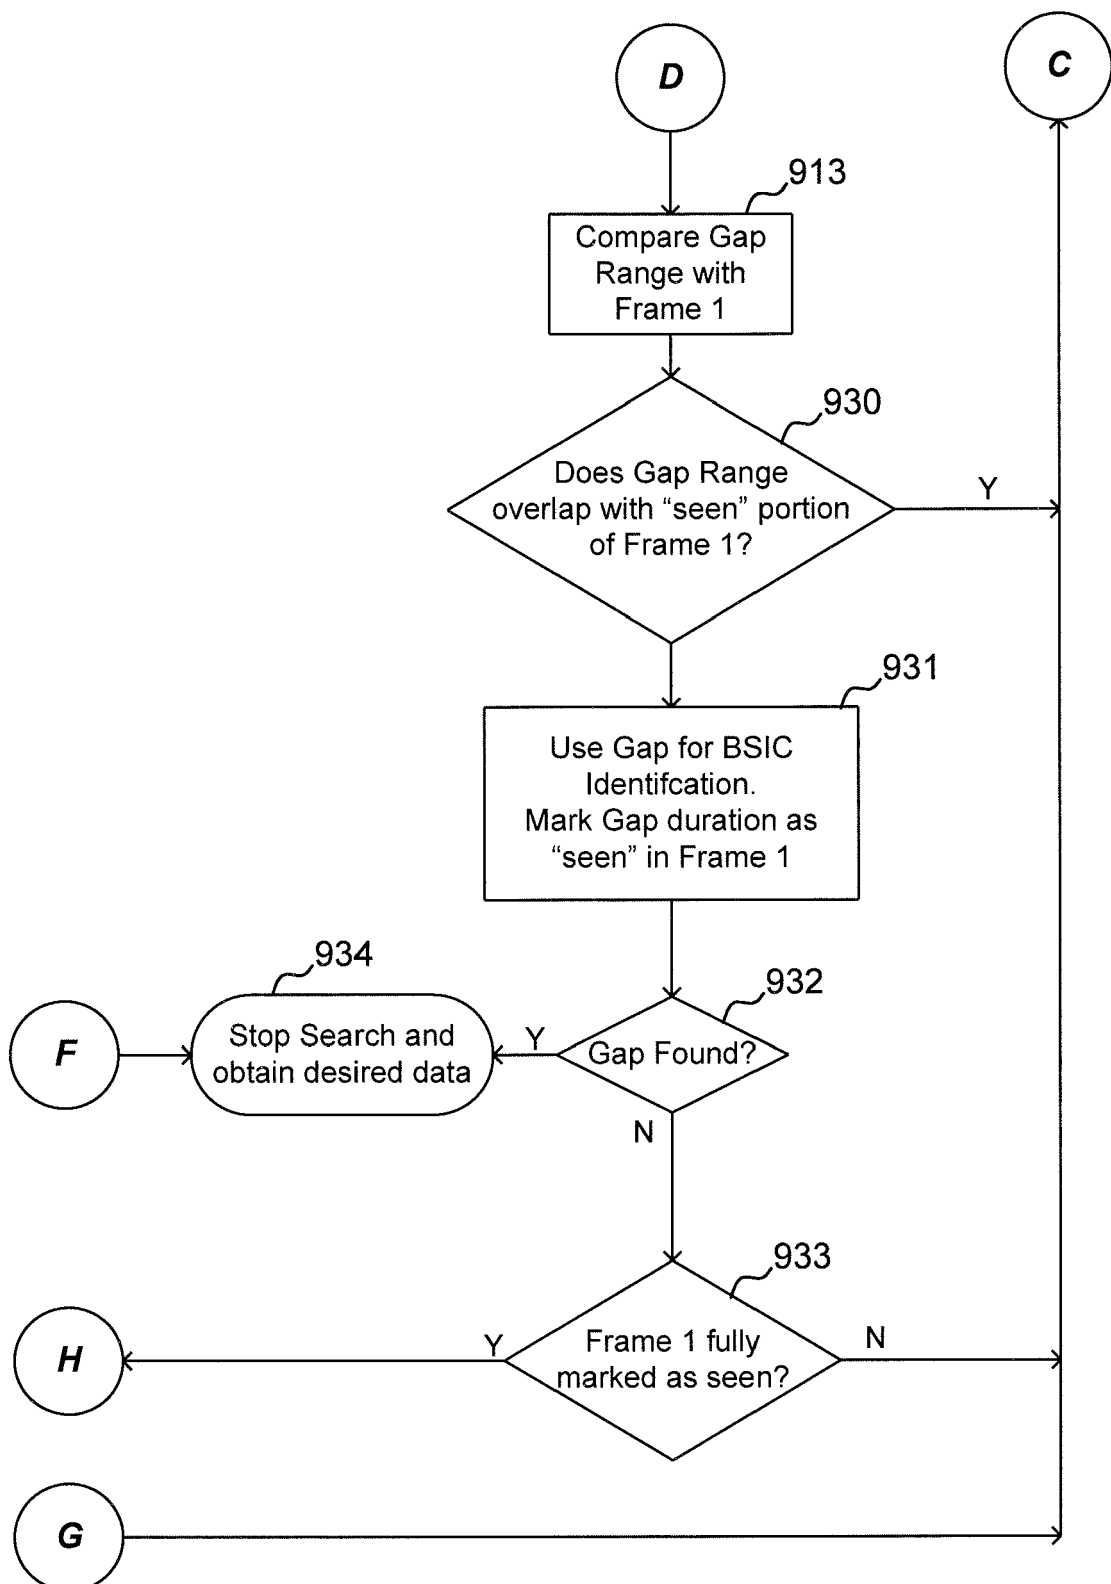 D
C
913
Compare Gap
Range with
Frame 1
930
Does Gap Range
overlap with “seen” portion
of Frame 1?
Y
931
Use Gap for BSIC
Identifcation.
Mark Gap duration as
“seen” in Frame 1
934
932
F
Stop Search and
obtain desired data
Y
Gap Found?
N
933
H
Y
Frame 1 fully
marked as seen?
N
G